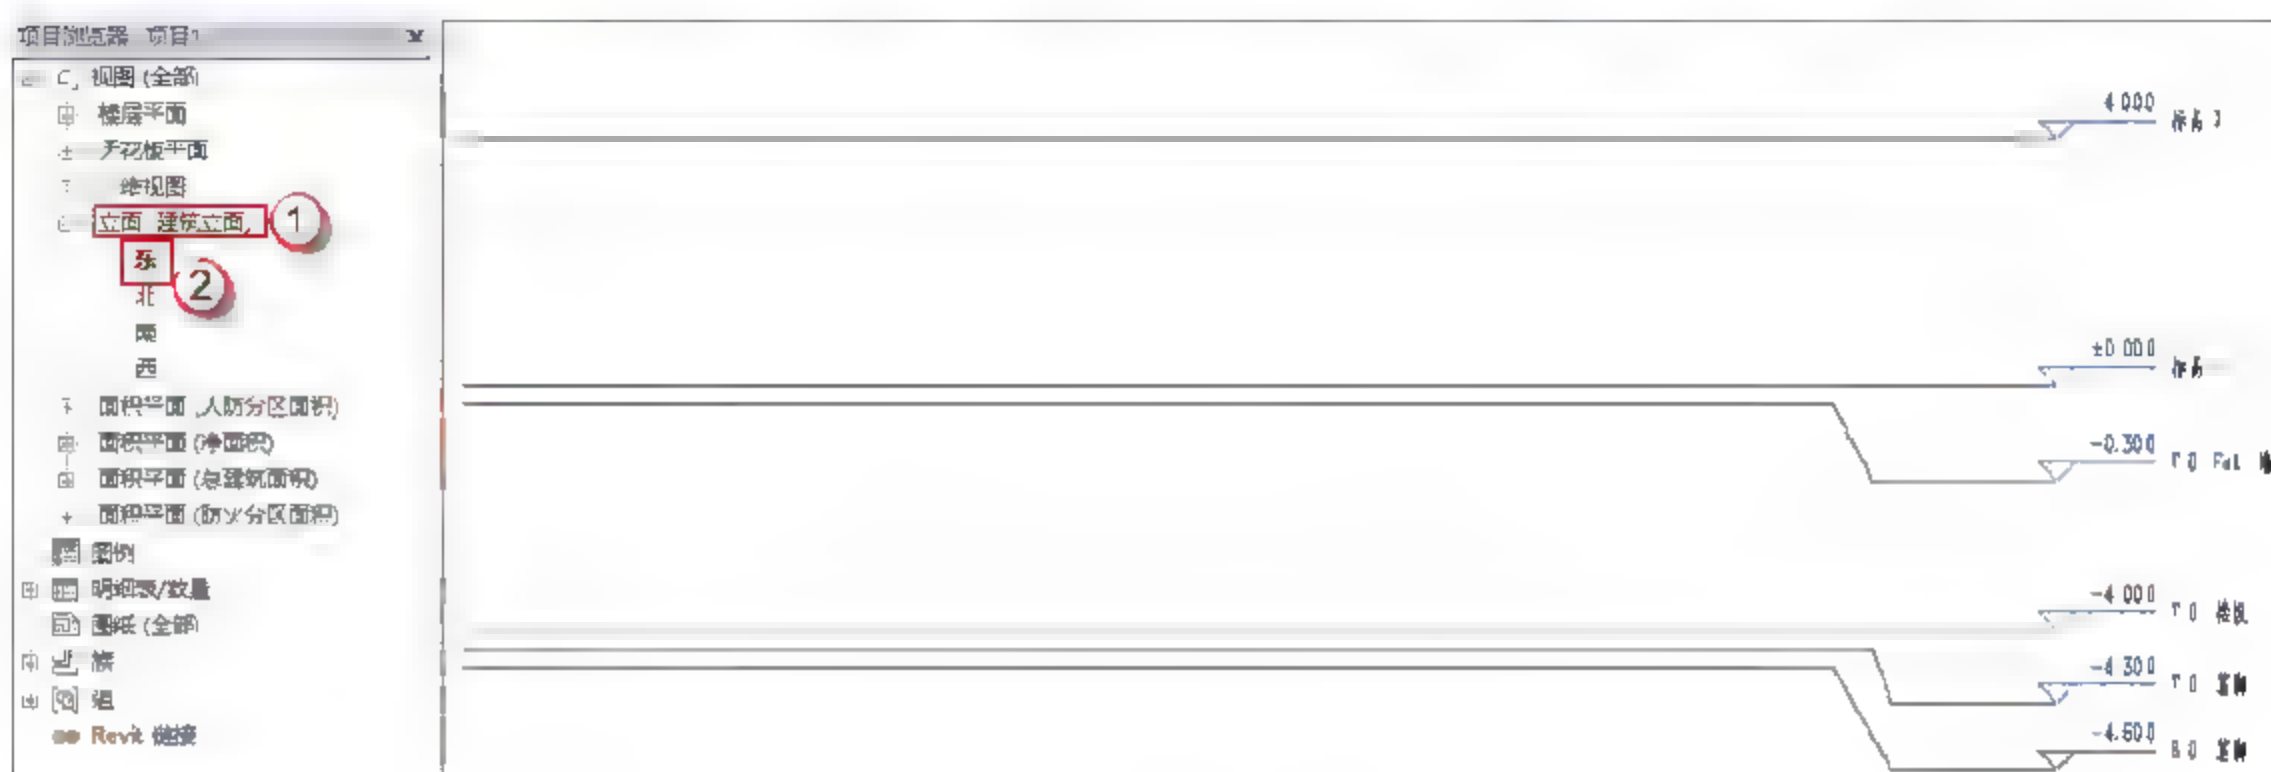 项目浏览器 项目1
视图 (全部)
楼层平面
天花板平面
维视图
立面 建筑立面
1
东
2
北
南
西
面积平面 (人防分区面积)
面积平面 (净面积)
面积平面 (总建筑面积)
面积平面 (防火分区面积)
图例
明细表/数量
图纸 (全部)
族
组
Revit 链接
4.000
标高
±0.000
标高
-0.300
-4.000
-4.300